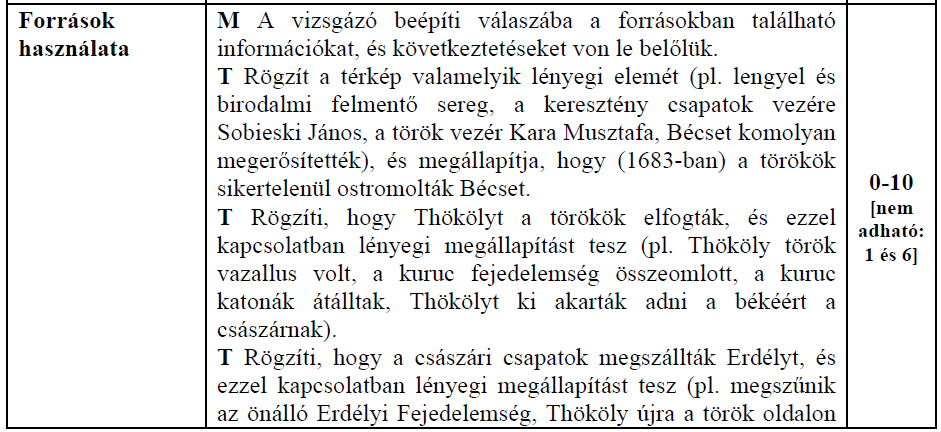 Források
használata
M A vizsgázó beépíti válaszába a forrásokban található
információkat, és következtetéseket von le belőlük.
T Rögzít a térkép valamelyik lényegi elemét (pl. lengyel és
birodalmi felmentő sereg, a keresztény csapatok vezére
Sobieski János, a török vezér Kara Musztafa, Bécset komolyan
megerősítették), és megállapítja, hogy (1683-ban) a törökök
sikertelenül ostromolták Bécset.
T Rögzíti, hogy Thökölyt a törökök elfogták, és ezzel
kapcsolatban lényegi megállapítást tesz (pl. Thököly török
vazallus volt, a kuruc fejedelemség összeomlott, a kuruc
katonák átálltak, Thökölyt ki akarták adni a békéért a
császárnak).
T Rögzíti, hogy a császári csapatok megszállták Erdélyt, és
ezzel kapcsolatban lényegi megállapítást tesz (pl. megszűnik
az önálló Erdélyi Fejedelemség, Thököly újra a török oldalon
0-10
[nem
adható:
1 és 6]